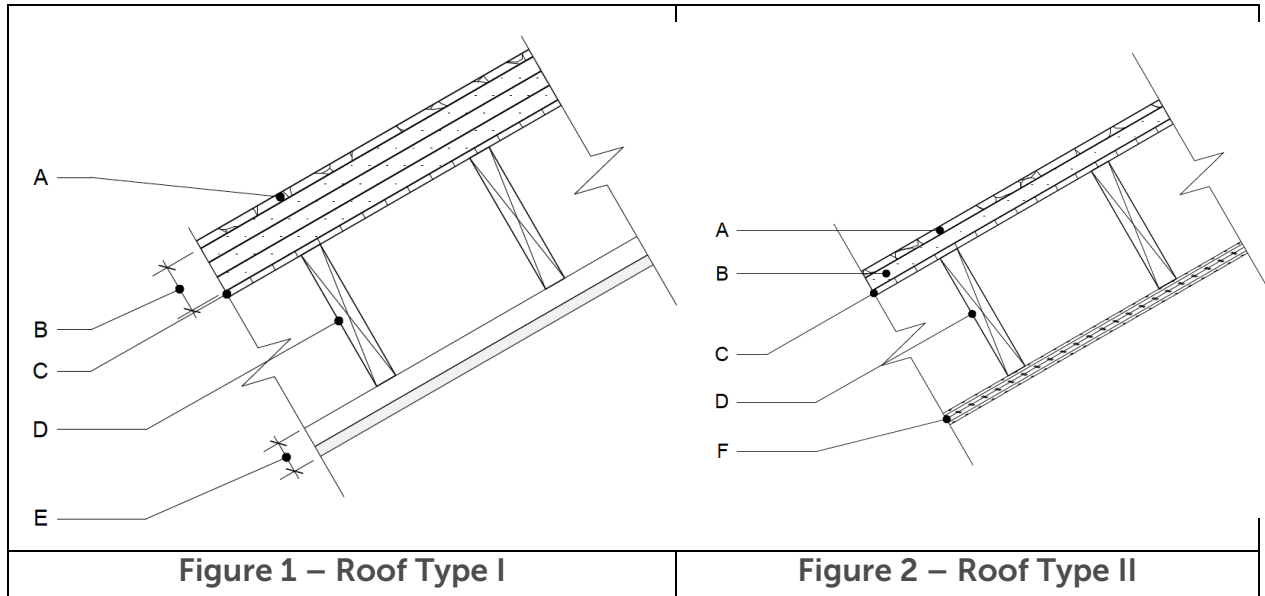 A
B
C
D
E
A
B
C
D
F
Figure 1 – Roof Type I
Figure 2 – Roof Type II